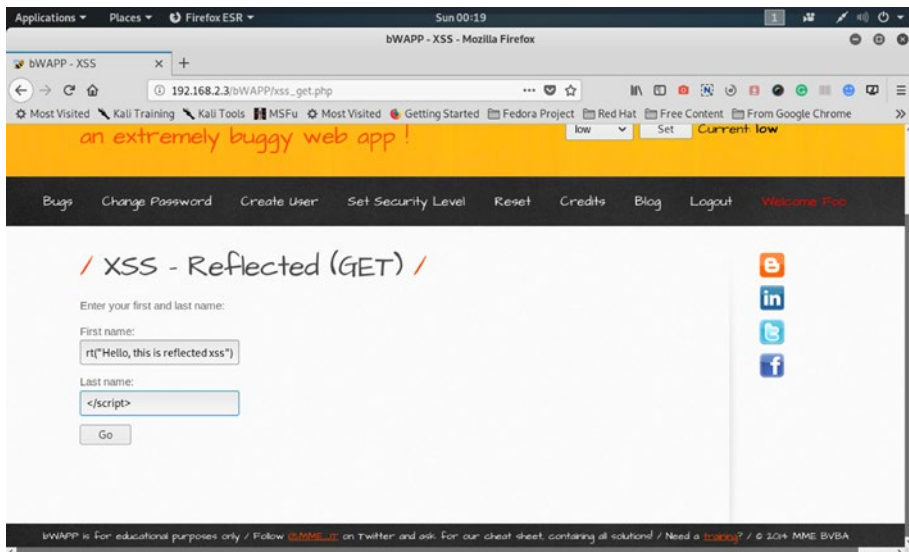 Applications Places Firefox ESR Sun 00:19 1
bWAPP - XSS - Mozilla Firefox
bWAPP - XSS × +
192.168.2.3/bWAPP/xss_get.php
Most Visited Kali Training Kali Tools MSFu Most Visited Getting Started Fedora Project Red Hat Free Content From Google Chrome »
an extremely buggy web app !
low Set Current: low
Bugs Change Password Create User Set Security Level Reset Credits Blog Logout Welcome Foo
/ XSS - Reflected (GET) /
Enter your first and last name:
First name:
rt("Hello, this is reflected xss")
Last name:
</script>
Go
bWAPP is for educational purposes only / Follow @MME_IT on Twitter and ask for our cheat sheet, containing all solutions! / Need a training? / © 2014 MME BVBA